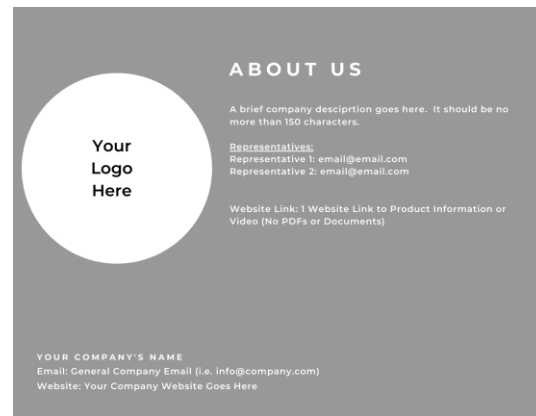 ABOUT US
A brief company desciprtion goes here. It should be no
more than 150 characters.
Representatives:
Representative 1: email@email.com
Representative 2: email@email.com
Website Link: 1 Website Link to Product Information or
Video (No PDFs or Documents)
Your
Logo
Here
YOUR COMPANY'S NAME
Email: General Company Email (i.e. info@company.com)
Website: Your Company Website Goes Here